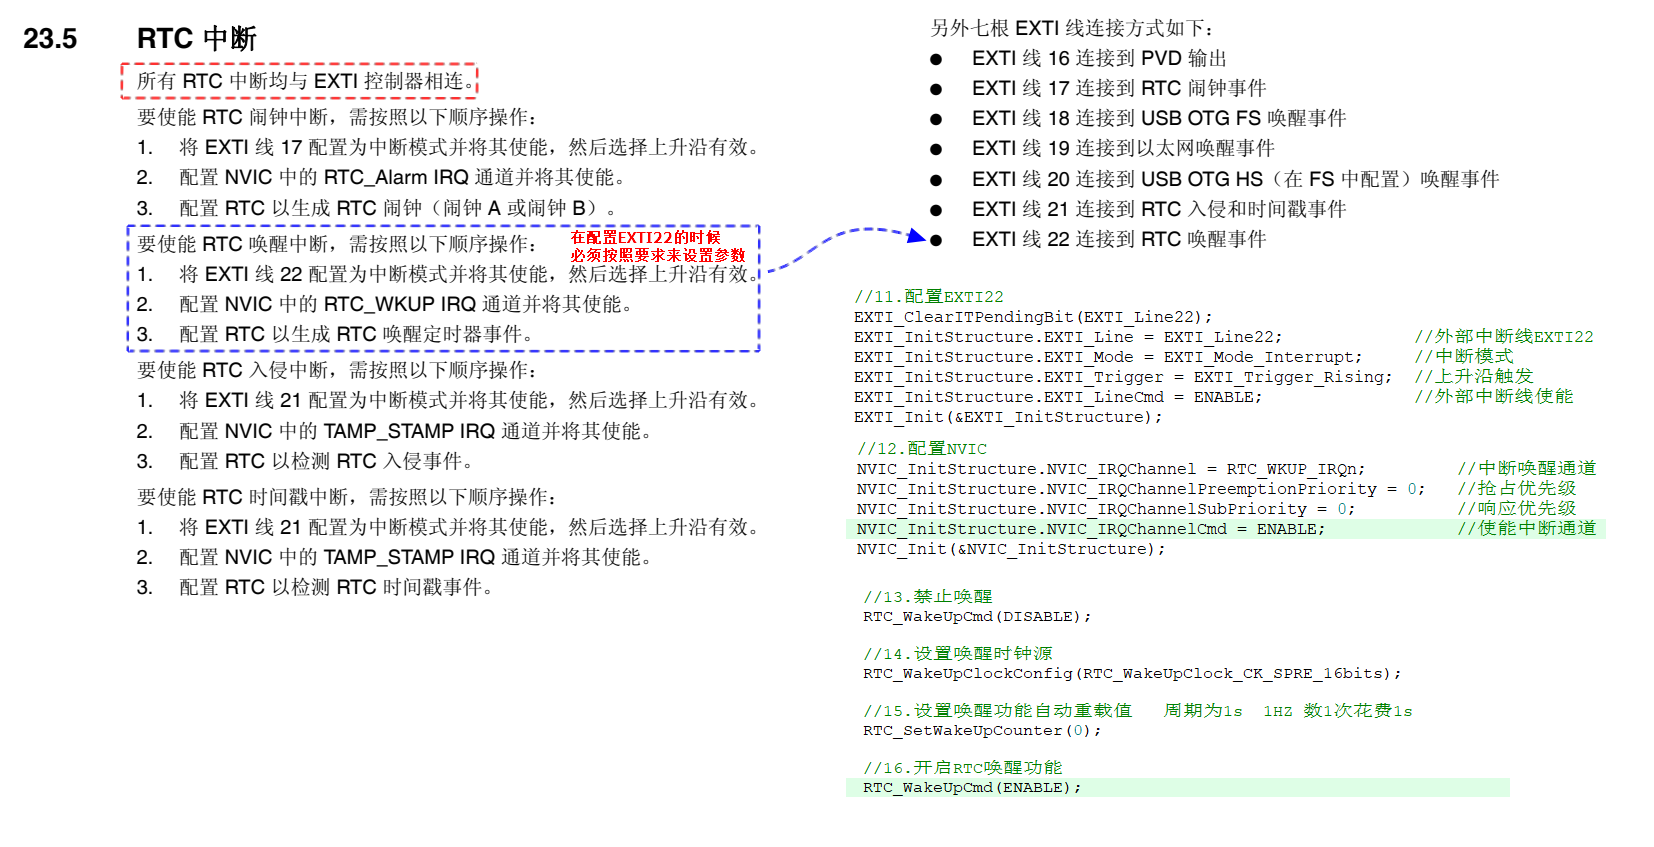 23.5 RTC 中断
所有 RTC 中断均与 EXTI 控制器相连。
要使能 RTC 闹钟中断，需按照以下顺序操作：
1. 将 EXTI 线 17 配置为中断模式并将其使能，然后选择上升沿有效。
2. 配置 NVIC 中的 RTC_Alarm IRQ 通道并将其使能。
3. 配置 RTC 以生成 RTC 闹钟（闹钟 A 或闹钟 B）。
要使能 RTC 唤醒中断，需按照以下顺序操作：
在配置EXTI22的时候
必须按照要求来设置参数
1. 将 EXTI 线 22 配置为中断模式并将其使能，然后选择上升沿有效。
2. 配置 NVIC 中的 RTC_WKUP IRQ 通道并将其使能。
3. 配置 RTC 以生成 RTC 唤醒定时器事件。
要使能 RTC 入侵中断，需按照以下顺序操作：
1. 将 EXTI 线 21 配置为中断模式并将其使能，然后选择上升沿有效。
2. 配置 NVIC 中的 TAMP_STAMP IRQ 通道并将其使能。
3. 配置 RTC 以检测 RTC 入侵事件。
要使能 RTC 时间戳中断，需按照以下顺序操作：
1. 将 EXTI 线 21 配置为中断模式并将其使能，然后选择上升沿有效。
2. 配置 NVIC 中的 TAMP_STAMP IRQ 通道并将其使能。
3. 配置 RTC 以检测 RTC 时间戳事件。
另外七根 EXTI 线连接方式如下：
● EXTI 线 16 连接到 PVD 输出
● EXTI 线 17 连接到 RTC 闹钟事件
● EXTI 线 18 连接到 USB OTG FS 唤醒事件
● EXTI 线 19 连接到以太网唤醒事件
● EXTI 线 20 连接到 USB OTG HS（在 FS 中配置）唤醒事件
● EXTI 线 21 连接到 RTC 入侵和时间戳事件
● EXTI 线 22 连接到 RTC 唤醒事件
//11.配置EXTI22
EXTI_ClearITPendingBit(EXTI_Line22);
EXTI_InitStructure.EXTI_Line = EXTI_Line22; //外部中断线EXTI22
EXTI_InitStructure.EXTI_Mode = EXTI_Mode_Interrupt; //中断模式
EXTI_InitStructure.EXTI_Trigger = EXTI_Trigger_Rising; //上升沿触发
EXTI_InitStructure.EXTI_LineCmd = ENABLE; //外部中断线使能
EXTI_Init(&EXTI_InitStructure);
//12.配置NVIC
NVIC_InitStructure.NVIC_IRQChannel = RTC_WKUP_IRQn; //中断唤醒通道
NVIC_InitStructure.NVIC_IRQChannelPreemptionPriority = 0; //抢占优先级
NVIC_InitStructure.NVIC_IRQChannelSubPriority = 0; //响应优先级
NVIC_InitStructure.NVIC_IRQChannelCmd = ENABLE; //使能中断通道
NVIC_Init(&NVIC_InitStructure);
//13.禁止唤醒
RTC_WakeUpCmd(DISABLE);
//14.设置唤醒时钟源
RTC_WakeUpClockConfig(RTC_WakeUpClock_CK_SPRE_16bits);
//15.设置唤醒功能自动重载值 周期为1s 1HZ 数1次花费1s
RTC_SetWakeUpCounter(0);
//16.开启RTC唤醒功能
RTC_WakeUpCmd(ENABLE);